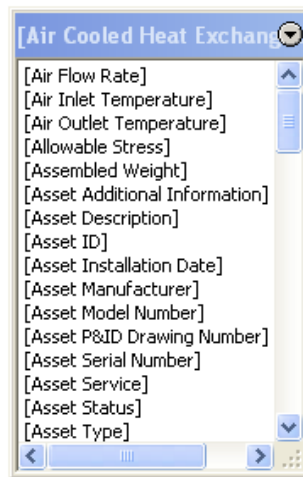 [Air Cooled Heat Exchang
[Air Flow Rate]
[Air Inlet Temperature]
[Air Outlet Temperature]
[Allowable Stress]
[Assembled Weight]
[Asset Additional Information]
[Asset Description]
[Asset ID]
[Asset Installation Date]
[Asset Manufacturer]
[Asset Model Number]
[Asset P&ID Drawing Number]
[Asset Serial Number]
[Asset Service]
[Asset Status]
[Asset Type]